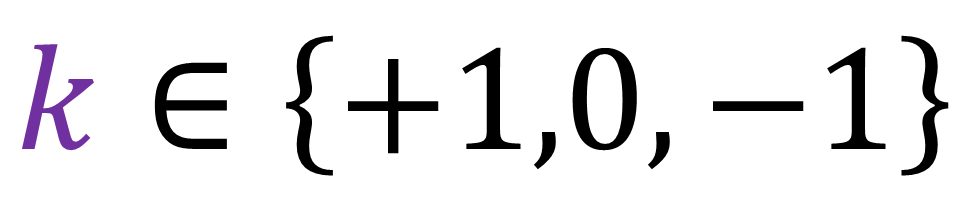 k ∈ {+1,0, −1}